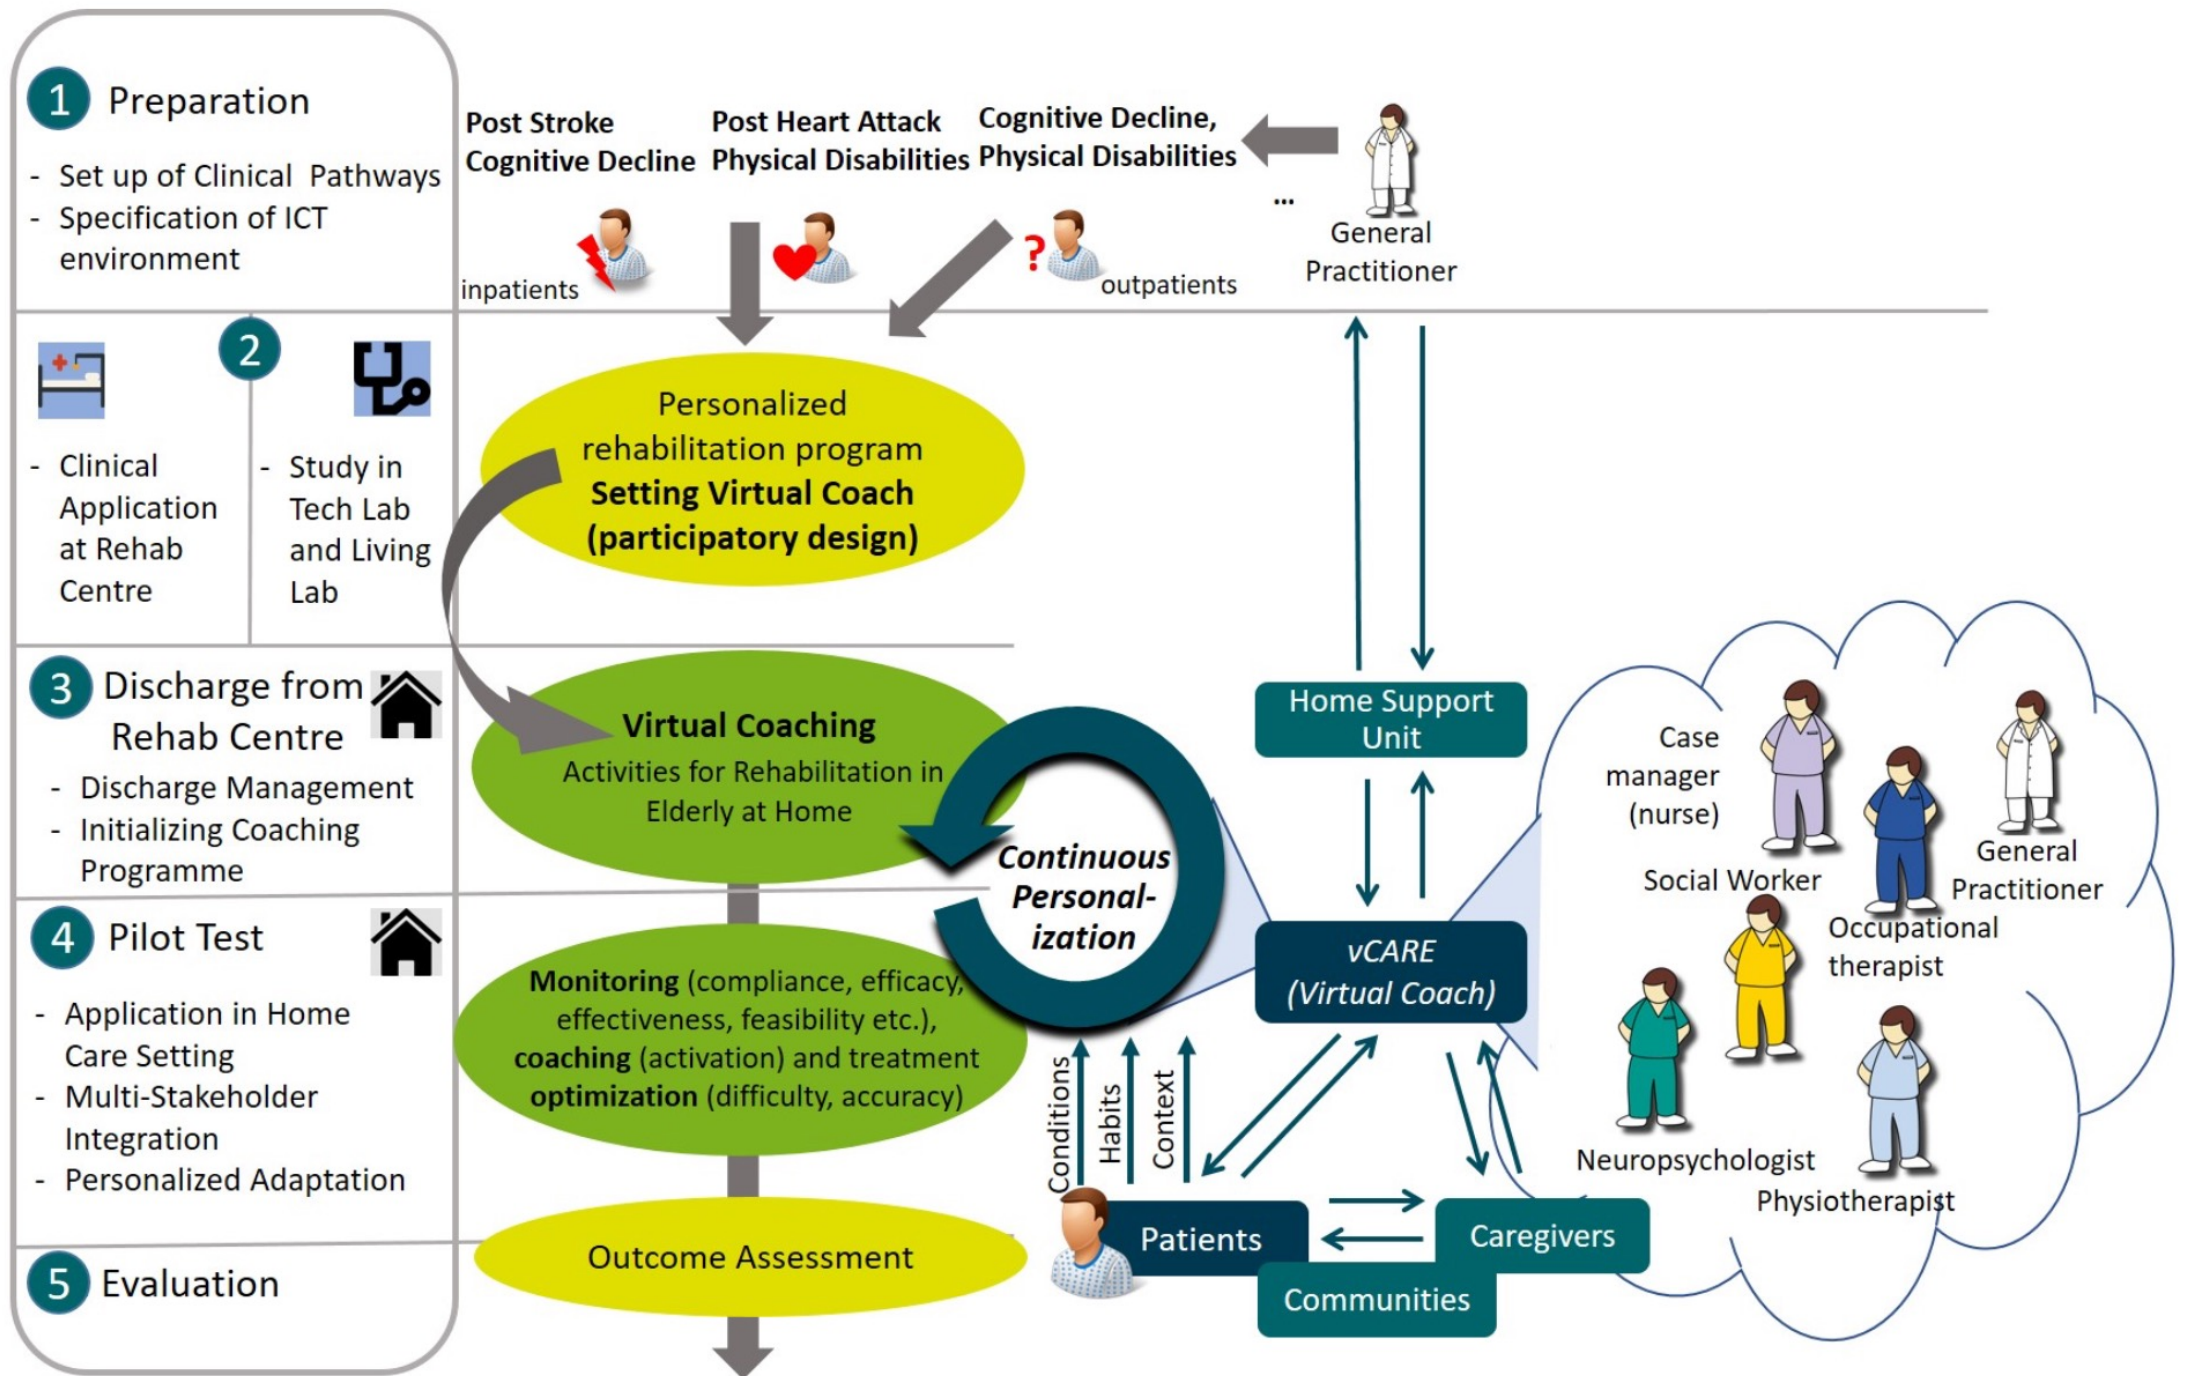 1 Preparation
- Set up of Clinical Pathways
- Specification of ICT
environment
Post Stroke
Cognitive Decline
Post Heart Attack
Physical Disabilities
Cognitive Decline,
Physical Disabilities
...
inpatients
?
outpatients
General
Practitioner
2
- Clinical
Application
at Rehab
Centre
- Study in
Tech Lab
and Living
Lab
Personalized
rehabilitation program
Setting Virtual Coach
(participatory design)
3 Discharge from
Rehab Centre
- Discharge Management
- Initializing Coaching
Programme
Virtual Coaching
Activities for Rehabilitation in
Elderly at Home
Continuous
Personal-
ization
4 Pilot Test
- Application in Home
Care Setting
- Multi-Stakeholder
Integration
- Personalized Adaptation
Monitoring (compliance, efficacy,
effectiveness, feasibility etc.),
coaching (activation) and treatment
optimization (difficulty, accuracy)
5 Evaluation
Outcome Assessment
Home Support
Unit
vCARE
(Virtual Coach)
Conditions
Habits
Context
Patients
Caregivers
Communities
Case
manager
(nurse)
General
Practitioner
Social Worker
Occupational
therapist
Neuropsychologist
Physiotherapist